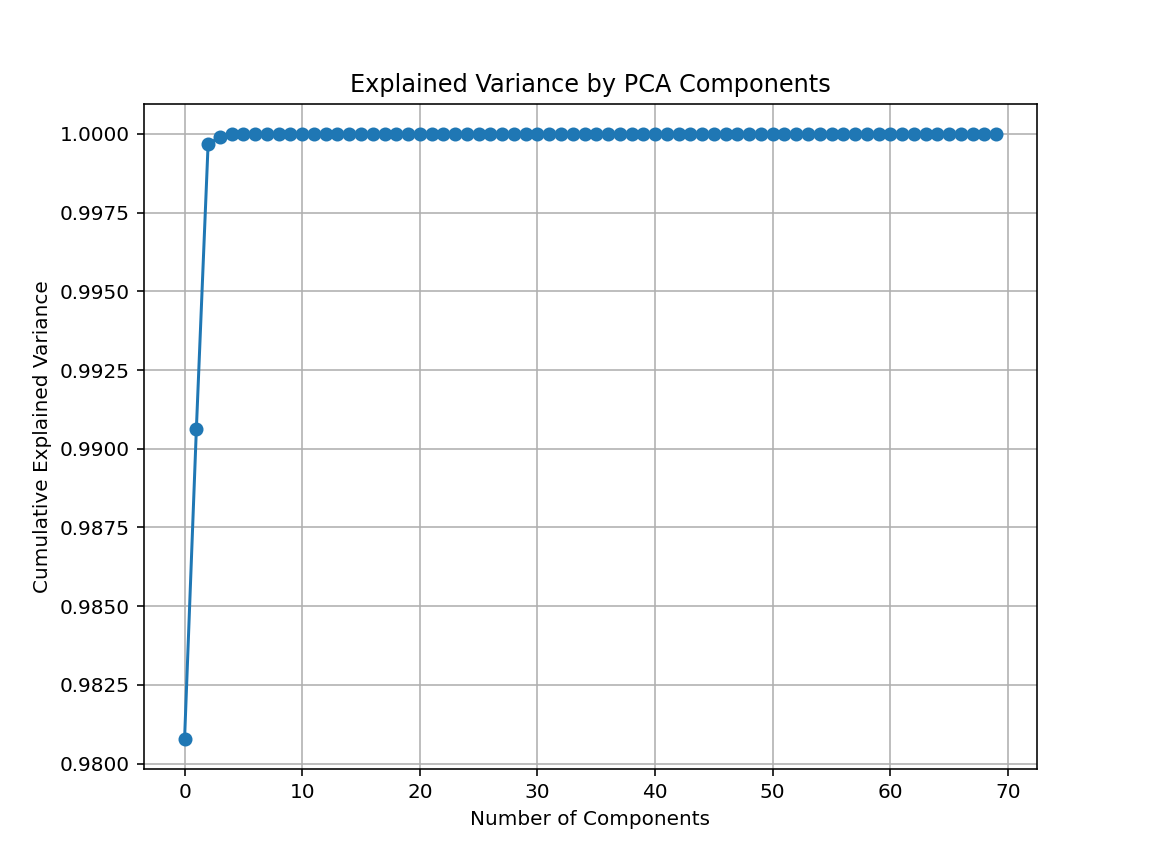 Explained Variance by PCA Components
Cumulative Explained Variance
1.0000
0.9975
0.9950
0.9925
0.9900
0.9875
0.9850
0.9825
0.9800
0 10 20 30 40 50 60 70
Number of Components